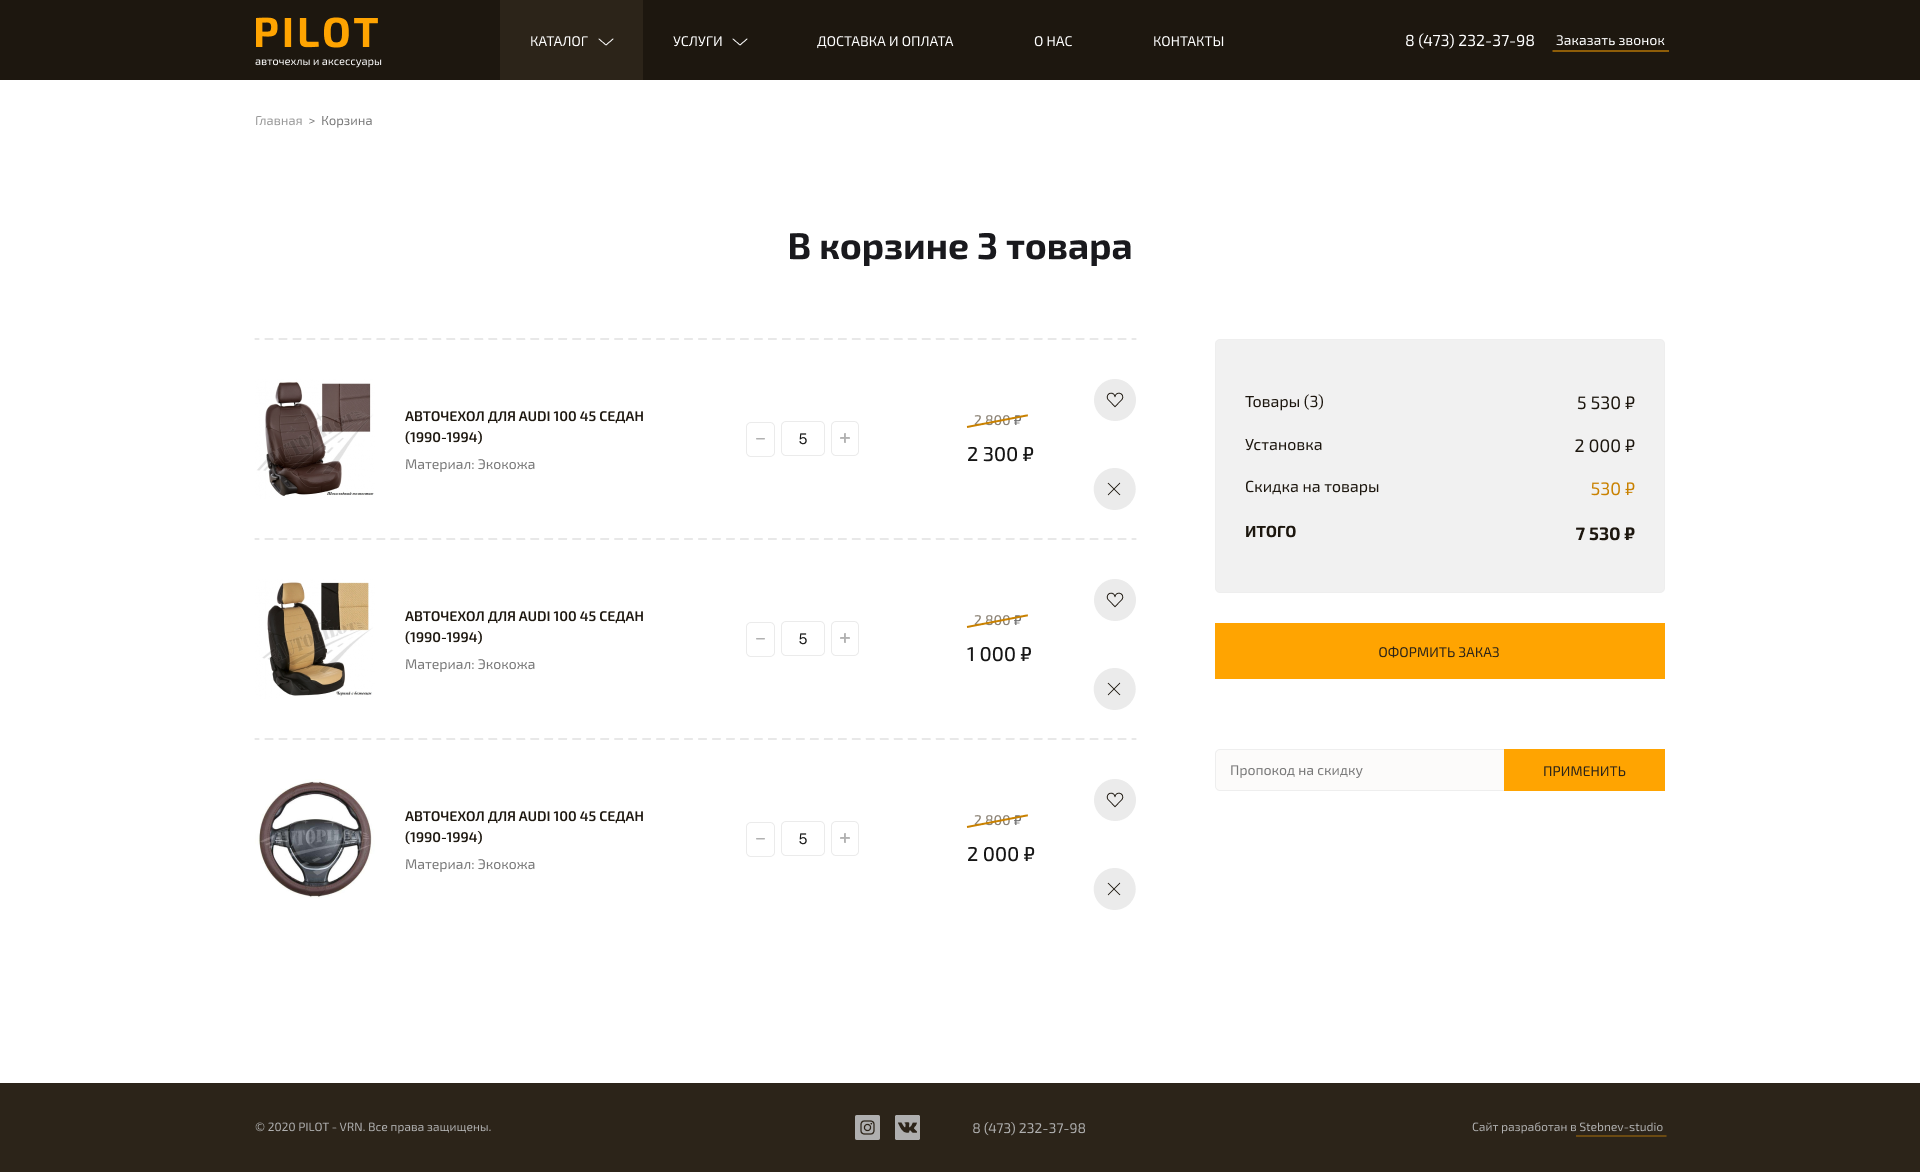 PILOT
авточехлы и аксессуары
КАТАЛОГ
УСЛУГИ
ДОСТАВКА И ОПЛАТА
О НАС
КОНТАКТЫ
8 (473) 232-37-98
Заказать звонок
Главная > Корзина
В корзине 3 товара
АВТОЧЕХОЛ ДЛЯ AUDI 100 45 СЕДАН
(1990-1994)
Материал: Экокожа
5
2 800 ₽
2 300 ₽
АВТОЧЕХОЛ ДЛЯ AUDI 100 45 СЕДАН
(1990-1994)
Материал: Экокожа
5
2 800 ₽
1 000 ₽
АВТОЧЕХОЛ ДЛЯ AUDI 100 45 СЕДАН
(1990-1994)
Материал: Экокожа
5
2 800 ₽
2 000 ₽
Товары (3)
5 530 ₽
Установка
2 000 ₽
Скидка на товары
530 ₽
ИТОГО
7 530 ₽
ОФОРМИТЬ ЗАКАЗ
Пропокод на скидку
ПРИМЕНИТЬ
© 2020 PILOT - VRN. Все права защищены.
8 (473) 232-37-98
Сайт разработан в Stebnev-studio